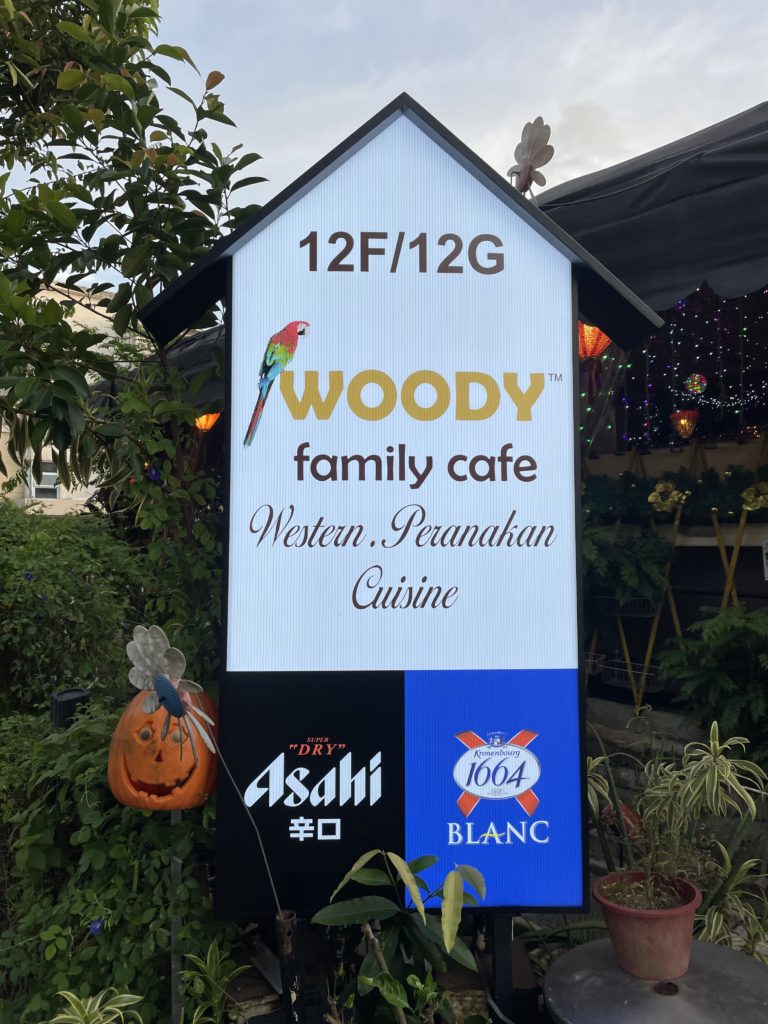 12F/12G
WOODY™
family cafe
Western . Peranakan
Cuisine
SUPER
"DRY"
Asahi
辛口
Kronenbourg
1664
BLANC